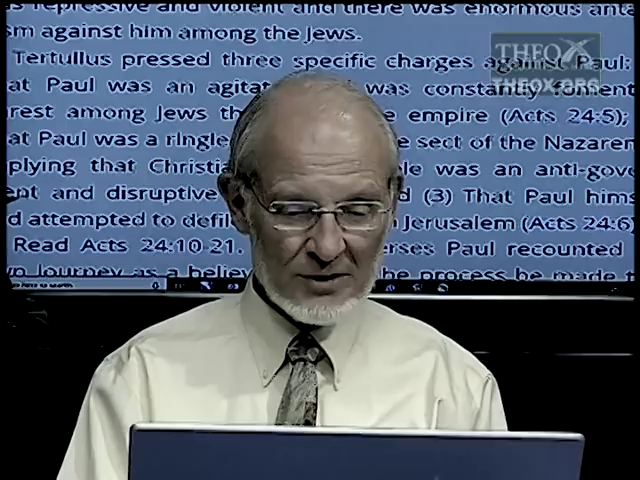 s repressive and violent and there was enormous anta
sm against him among the Jews.
Tertullus pressed three specific charges against Paul:
at Paul was an agitat was constantly foment
rest among Jews th e empire (Acts 24:5);
at Paul was a ringle e sect of the Nazaren
plying that Christia le was an anti-gove
ent and disruptive d (3) That Paul hims
d attempted to defil Jerusalem (Acts 24:6)
Read Acts 24:10-21. rses Paul recounted
wn journey as a believ he process be made t
THEOX
THEOX.ORG